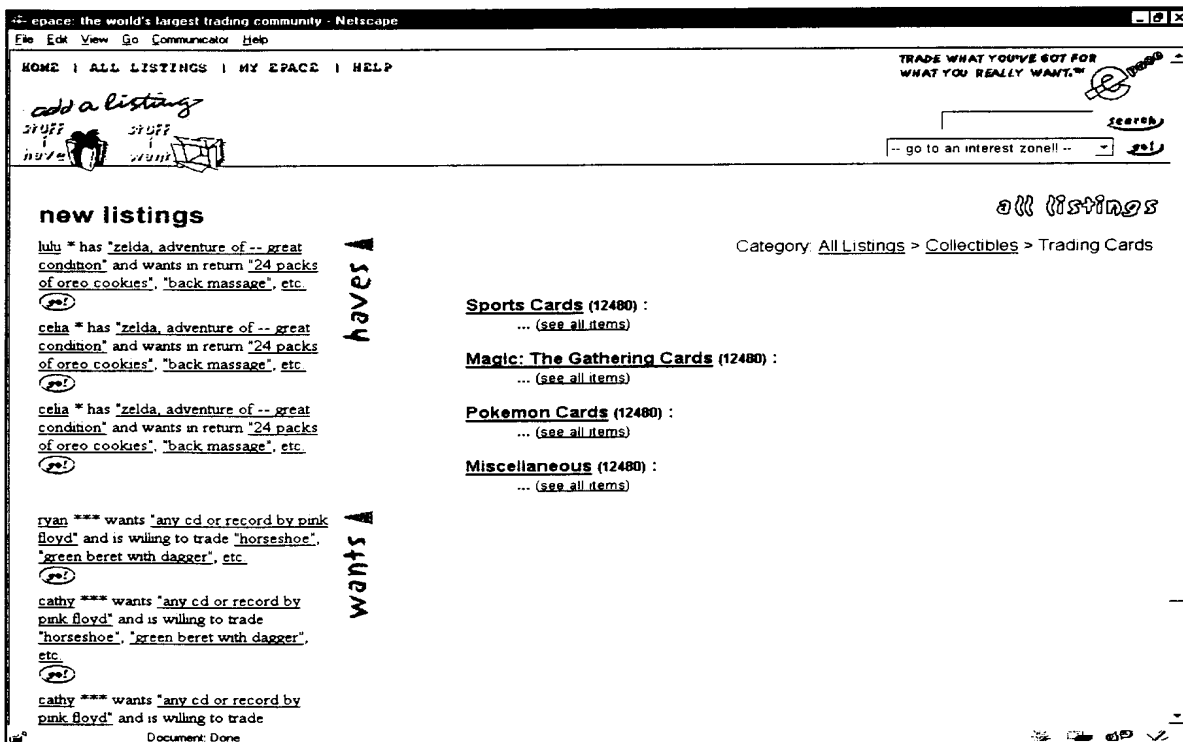 epace: the world's largest trading community - Netscape
File Edit View Go Communicator Help
HOME | ALL LISTINGS | MY EPACE | HELP
TRADE WHAT YOU'VE GOT FOR
WHAT YOU REALLY WANT.™
epace
add a listing
stuff i have
stuff i want
search
-- go to an interest zone!! --
go!
new listings
lulu * has "zelda, adventure of -- great
condition" and wants in return "24 packs
of oreo cookies", "back massage", etc.
go!
celia * has "zelda, adventure of -- great
condition" and wants in return "24 packs
of oreo cookies", "back massage", etc.
go!
celia * has "zelda, adventure of -- great
condition" and wants in return "24 packs
of oreo cookies", "back massage", etc.
go!
haves
ryan *** wants "any cd or record by pink
floyd" and is willing to trade "horseshoe",
"green beret with dagger", etc.
go!
cathy *** wants "any cd or record by
pink floyd" and is willing to trade
"horseshoe", "green beret with dagger",
etc.
go!
cathy *** wants "any cd or record by
pink floyd" and is willing to trade
wants
all listings
Category: All Listings > Collectibles > Trading Cards
Sports Cards (12480) :
... (see all items)
Magic: The Gathering Cards (12480) :
... (see all items)
Pokemon Cards (12480) :
... (see all items)
Miscellaneous (12480) :
... (see all items)
Document: Done